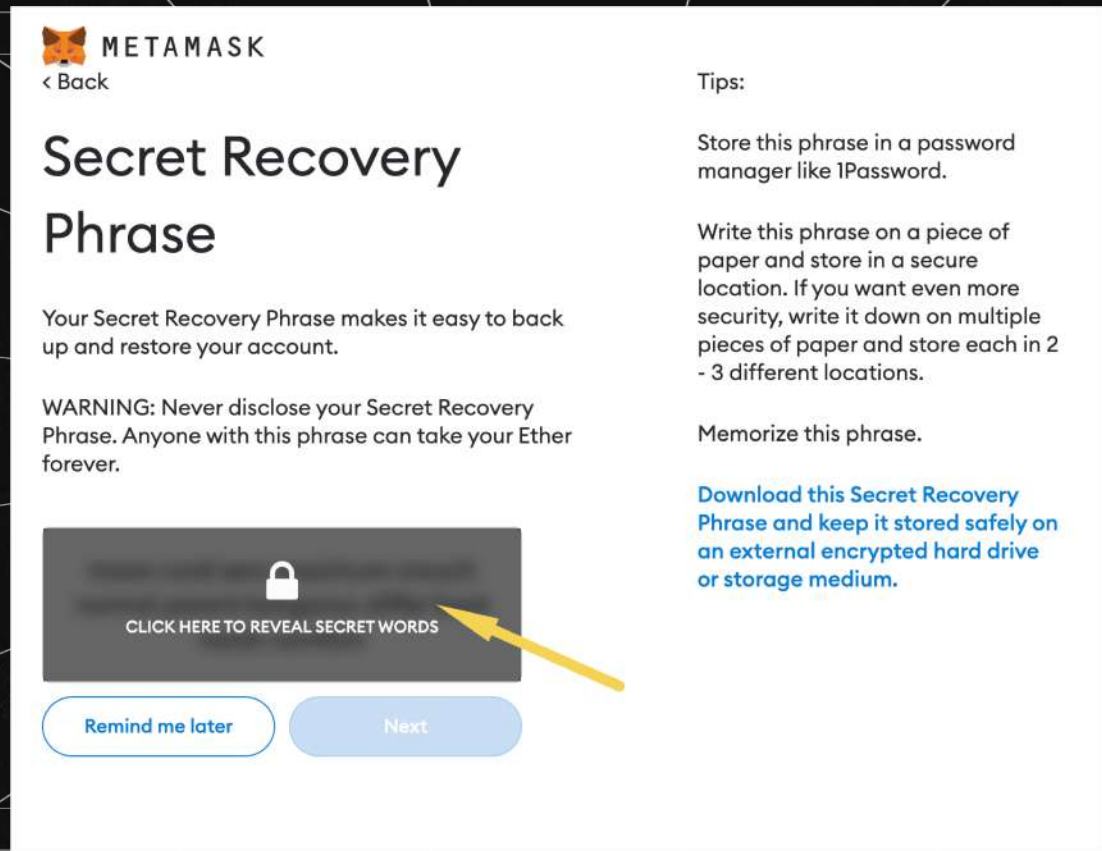 METAMASK
< Back
Secret Recovery
Phrase
Your Secret Recovery Phrase makes it easy to back
up and restore your account.
WARNING: Never disclose your Secret Recovery
Phrase. Anyone with this phrase can take your Ether
forever.
CLICK HERE TO REVEAL SECRET WORDS
Remind me later
Next
Tips:
Store this phrase in a password
manager like 1Password.
Write this phrase on a piece of
paper and store in a secure
location. If you want even more
security, write it down on multiple
pieces of paper and store each in 2
- 3 different locations.
Memorize this phrase.
Download this Secret Recovery
Phrase and keep it stored safely on
an external encrypted hard drive
or storage medium.